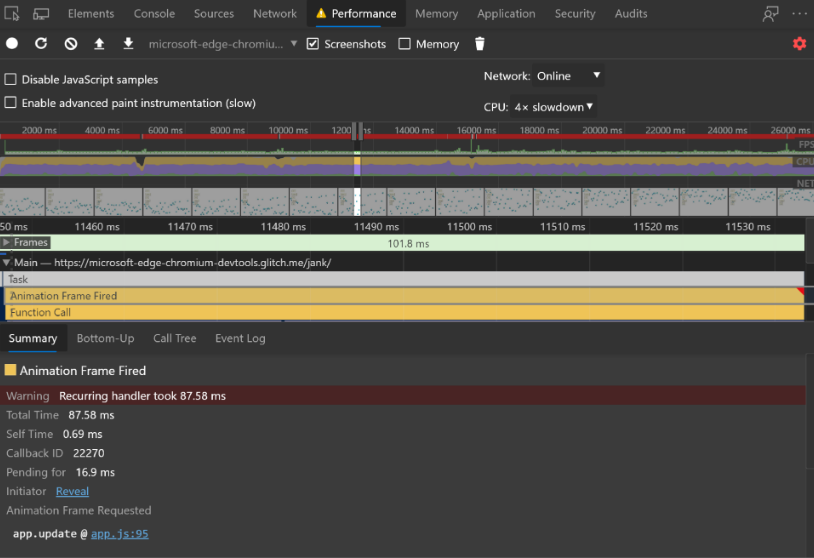 Elements Console Sources Network Performance Memory Application Security Audits
microsoft-edge-chromiu... Screenshots Memory
Disable JavaScript samples Network: Online
Enable advanced paint instrumentation (slow) CPU: 4× slowdown
2000 ms 4000 ms 6000 ms 8000 ms 10000 ms 1200 ms 14000 ms 16000 ms 18000 ms 20000 ms 22000 ms 24000 ms 26000 ms
FPS
CPU
NET
50 ms 11460 ms 11470 ms 11480 ms 11490 ms 11500 ms 11510 ms 11520 ms 11530 ms
Frames 101.8 ms
Main — https://microsoft-edge-chromium-devtools.glitch.me/jank/
Task
Animation Frame Fired
Function Call
Summary Bottom-Up Call Tree Event Log
Animation Frame Fired
Warning Recurring handler took 87.58 ms
Total Time 87.58 ms
Self Time 0.69 ms
Callback ID 22270
Pending for 16.9 ms
Initiator Reveal
Animation Frame Requested
app.update @ app.js:95